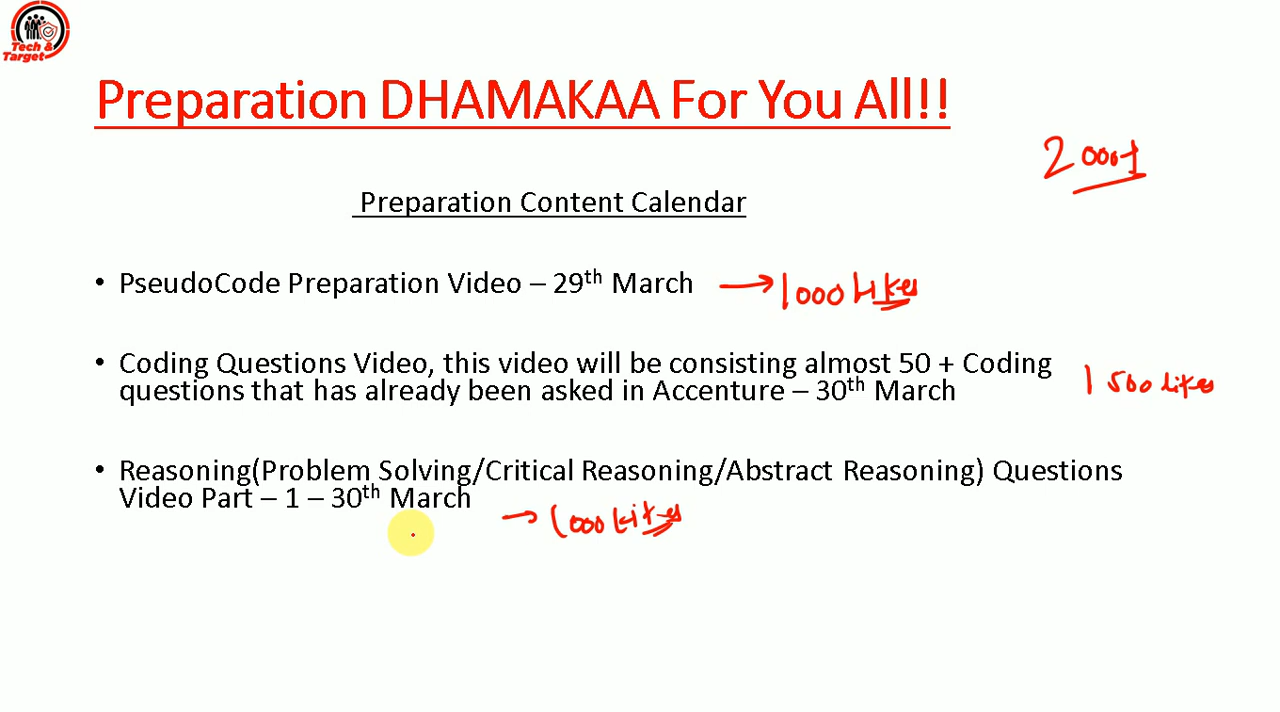 Tech &
Target
Preparation DHAMAKAA For You All!!
2000+
Preparation Content Calendar
• PseudoCode Preparation Video – 29th March → 1000 Likes
• Coding Questions Video, this video will be consisting almost 50 + Coding
questions that has already been asked in Accenture – 30th March
1500 likes
• Reasoning(Problem Solving/Critical Reasoning/Abstract Reasoning) Questions
Video Part – 1 – 30th March
→ 1000 Likes